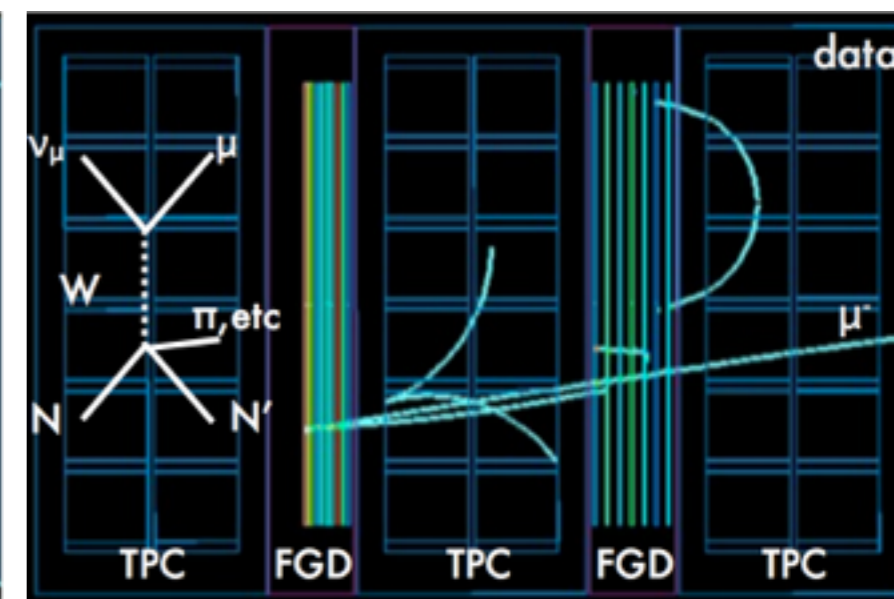 data
νμ μ
W
π, etc
μ⁻
N N′
TPC FGD TPC FGD TPC